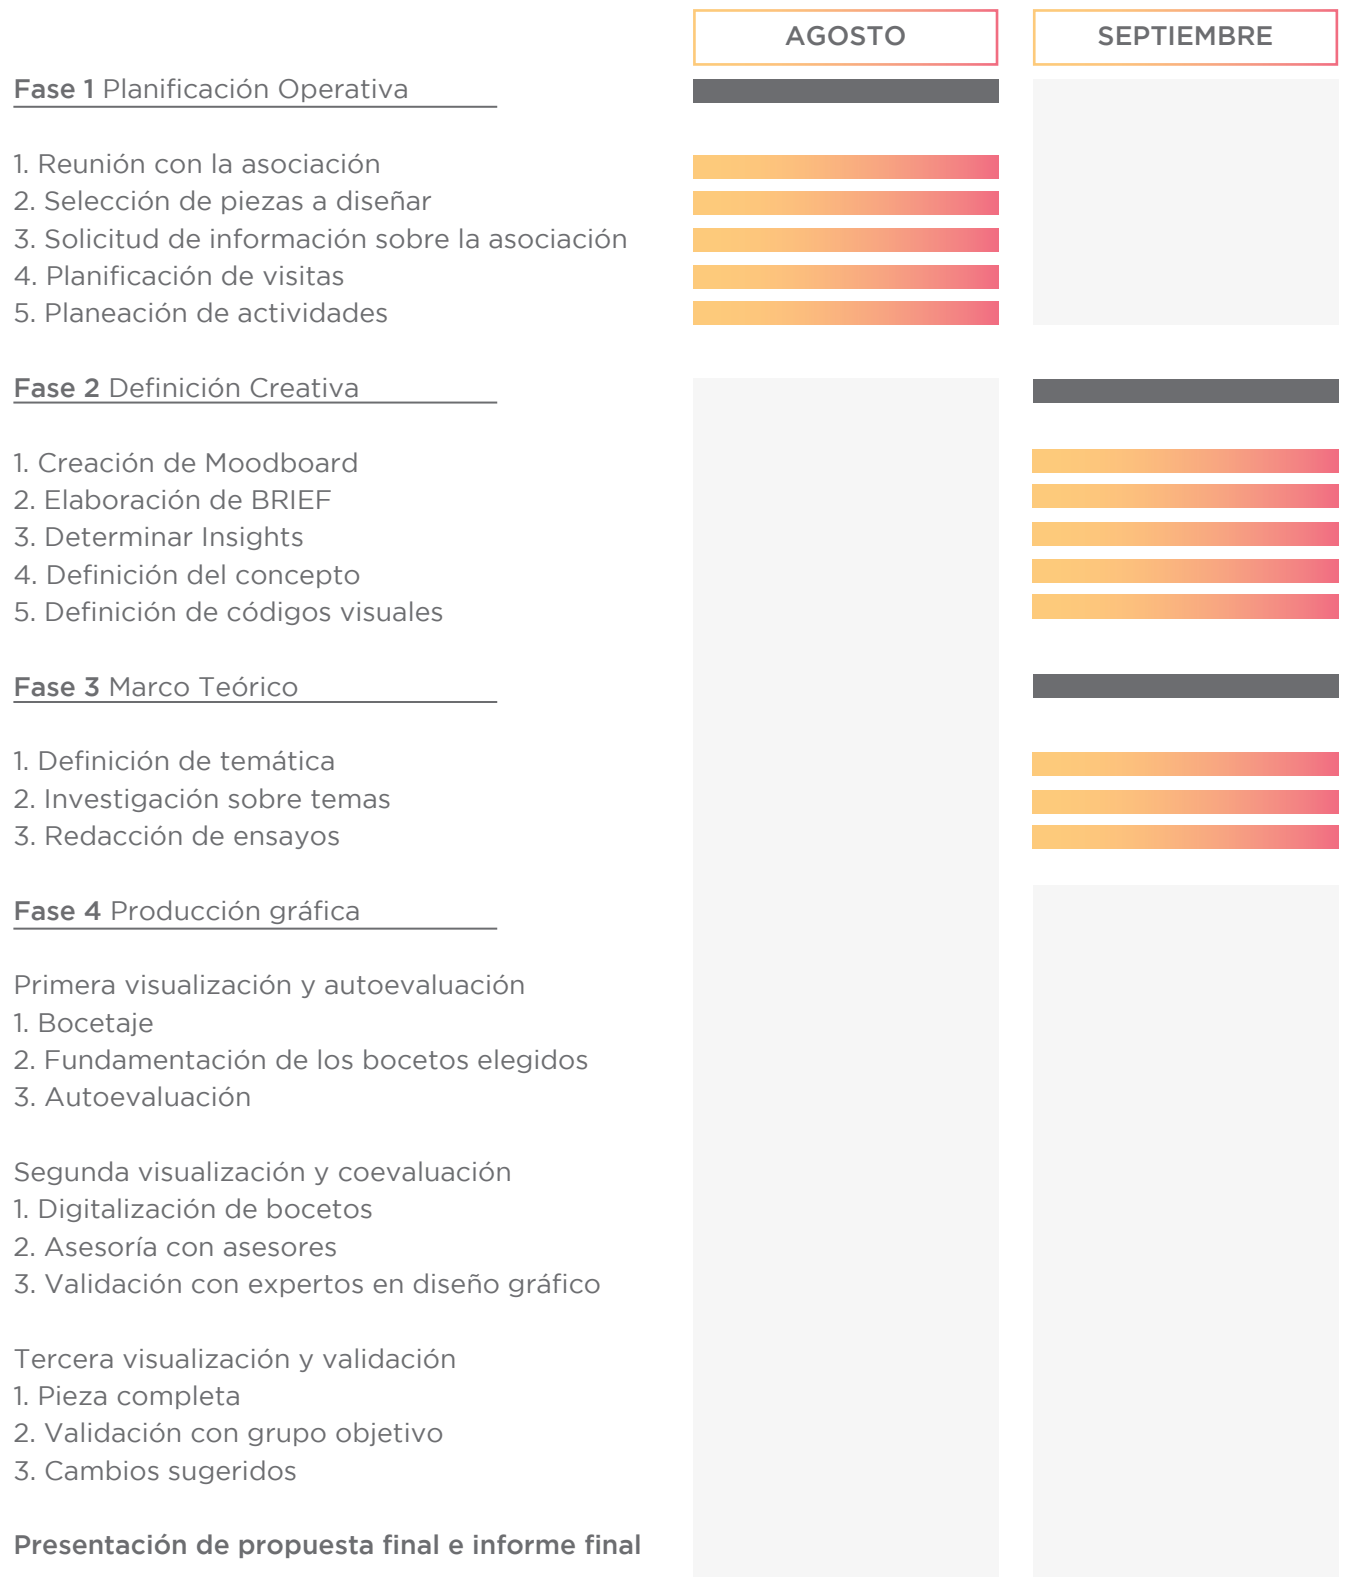 AGOSTO
SEPTIEMBRE
Fase 1 Planificación Operativa
1. Reunión con la asociación
2. Selección de piezas a diseñar
3. Solicitud de información sobre la asociación
4. Planificación de visitas
5. Planeación de actividades
Fase 2 Definición Creativa
1. Creación de Moodboard
2. Elaboración de BRIEF
3. Determinar Insights
4. Definición del concepto
5. Definición de códigos visuales
Fase 3 Marco Teórico
1. Definición de temática
2. Investigación sobre temas
3. Redacción de ensayos
Fase 4 Producción gráfica
Primera visualización y autoevaluación
1. Bocetaje
2. Fundamentación de los bocetos elegidos
3. Autoevaluación
Segunda visualización y coevaluación
1. Digitalización de bocetos
2. Asesoría con asesores
3. Validación con expertos en diseño gráfico
Tercera visualización y validación
1. Pieza completa
2. Validación con grupo objetivo
3. Cambios sugeridos
Presentación de propuesta final e informe final